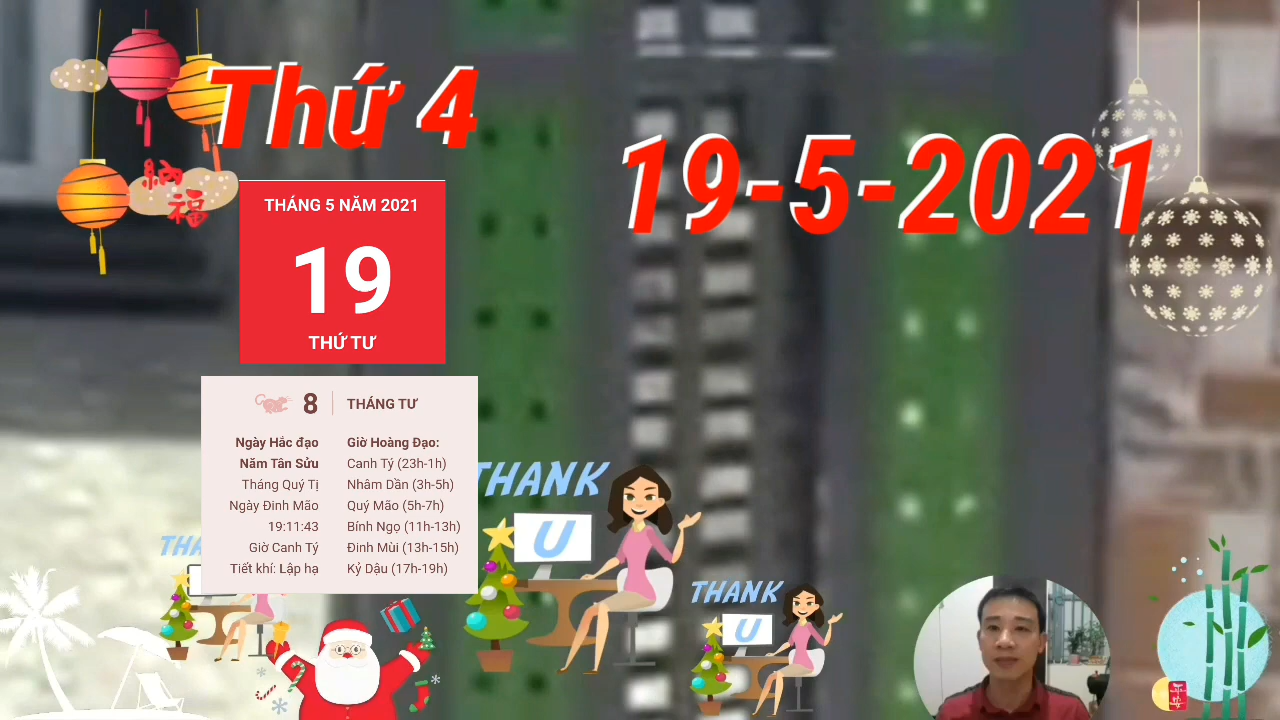 Thứ 4
19-5-2021
納
福
THÁNG 5 NĂM 2021
19
THỨ TƯ
8 THÁNG TƯ
Ngày Hắc đạo
Năm Tân Sửu
Tháng Quý Tị
Ngày Đinh Mão
19:11:43
Giờ Canh Tý
Tiết khí: Lập hạ
Giờ Hoàng Đạo:
Canh Tý (23h-1h)
Nhâm Dần (3h-5h)
Quý Mão (5h-7h)
Bính Ngọ (11h-13h)
Đinh Mùi (13h-15h)
Kỷ Dậu (17h-19h)
THANK
U
THANK
U